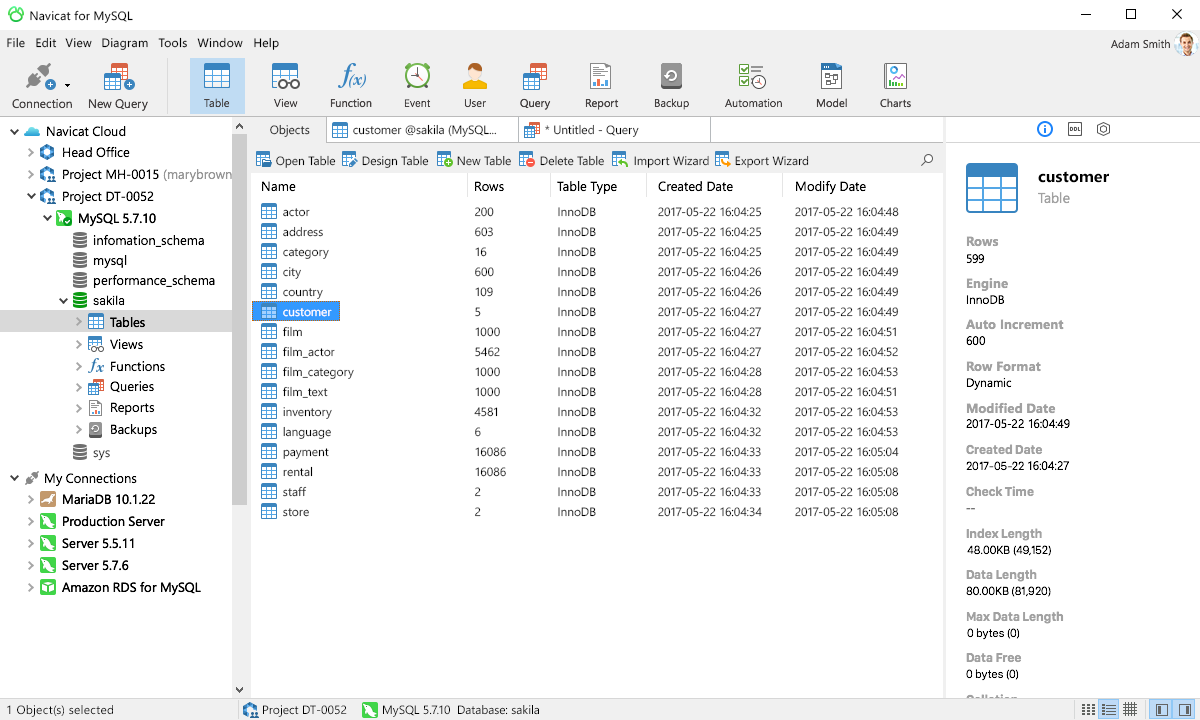 Navicat for MySQL
File Edit View Diagram Tools Window Help
Adam Smith
Connection New Query Table View Function Event User Query Report Backup Automation Model Charts
Navicat Cloud
Head Office
Project MH-0015 (marybrown
Project DT-0052
MySQL 5.7.10
infomation_schema
mysql
performance_schema
sakila
Tables
Views
Functions
Queries
Reports
Backups
sys
My Connections
MariaDB 10.1.22
Production Server
Server 5.5.11
Server 5.7.6
Amazon RDS for MySQL
Objects customer @sakila (MySQL... * Untitled - Query
Open Table Design Table New Table Delete Table Import Wizard Export Wizard
Name Rows Table Type Created Date Modify Date
actor 200 InnoDB 2017-05-22 16:04:25 2017-05-22 16:04:48
address 603 InnoDB 2017-05-22 16:04:25 2017-05-22 16:04:49
category 16 InnoDB 2017-05-22 16:04:25 2017-05-22 16:04:49
city 600 InnoDB 2017-05-22 16:04:26 2017-05-22 16:04:49
country 109 InnoDB 2017-05-22 16:04:26 2017-05-22 16:04:49
customer 5 InnoDB 2017-05-22 16:04:27 2017-05-22 16:04:49
film 1000 InnoDB 2017-05-22 16:04:27 2017-05-22 16:04:51
film_actor 5462 InnoDB 2017-05-22 16:04:27 2017-05-22 16:04:52
film_category 1000 InnoDB 2017-05-22 16:04:28 2017-05-22 16:04:53
film_text 1000 InnoDB 2017-05-22 16:04:28 2017-05-22 16:04:51
inventory 4581 InnoDB 2017-05-22 16:04:32 2017-05-22 16:04:53
language 6 InnoDB 2017-05-22 16:04:32 2017-05-22 16:04:53
payment 16086 InnoDB 2017-05-22 16:04:33 2017-05-22 16:05:04
rental 16086 InnoDB 2017-05-22 16:04:33 2017-05-22 16:05:08
staff 2 InnoDB 2017-05-22 16:04:33 2017-05-22 16:05:08
store 2 InnoDB 2017-05-22 16:04:34 2017-05-22 16:05:08
DDL
customer
Table
Rows
599
Engine
InnoDB
Auto Increment
600
Row Format
Dynamic
Modified Date
2017-05-22 16:04:49
Created Date
2017-05-22 16:04:27
Check Time
--
Index Length
48.00KB (49,152)
Data Length
80.00KB (81,920)
Max Data Length
0 bytes (0)
Data Free
0 bytes (0)
1 Object(s) selected Project DT-0052 MySQL 5.7.10 Database: sakila